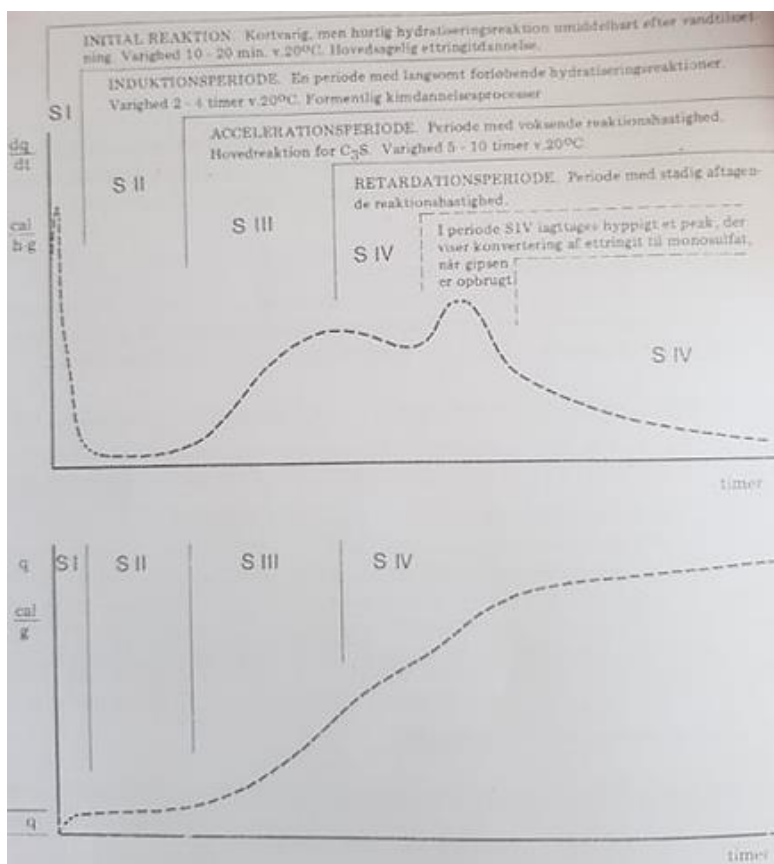 INITIAL REAKTION. Kortvarig, men hurtig hydratiseringsreaktion umiddelbart efter vandtilsæt-
ning. Varighed 10 - 20 min. v. 20°C. Hovedsagelig ettringitdannelse.
INDUKTIONSPERIODE. En periode med langsomt forløbende hydratiseringsreaktioner.
Varighed 2 - 4 timer v. 20°C. Formentlig kimdannelsesprocesser
S I
ACCELERATIONSPERIODE. Periode med voksende reaktionshastighed.
Hovedreaktion for C₃S. Varighed 5 - 10 timer v. 20°C
dq
dt
S II
RETARDATIONSPERIODE. Periode med stadig aftagen-
de reaktionshastighed.
cal
h·g
S III
S IV
I periode SIV iagttages hyppigt et peak, der
viser konvertering af ettringit til monosulfat,
når gipsen
er opbrugt
S IV
timer
q
S I
S II
S III
S IV
cal
g
q
timer